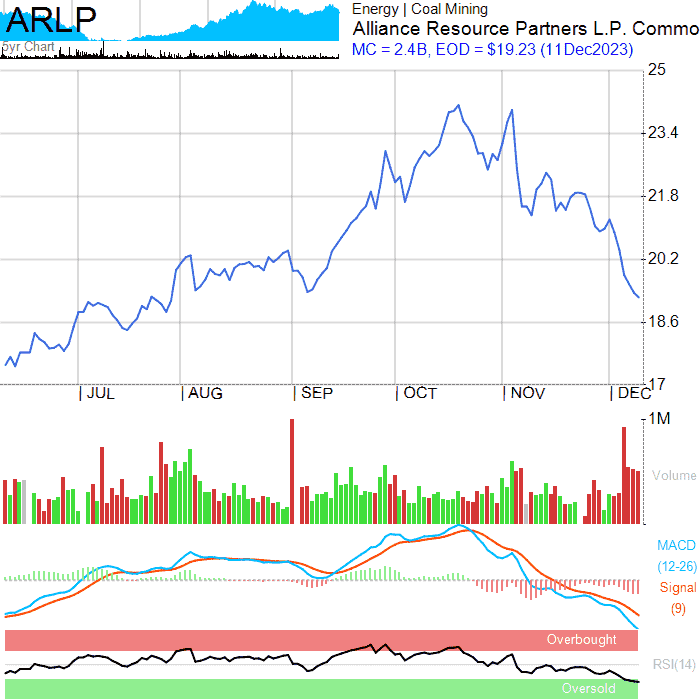 ARLP
5yr Chart
Energy | Coal Mining
Alliance Resource Partners L.P. Commo
MC = 2.4B, EOD = $19.23 (11Dec2023)
25
23.4
21.8
20.2
18.6
17
JUL AUG SEP OCT NOV DEC
1M
Volume
MACD
(12-26)
Signal
(9)
Overbought
RSI(14)
Oversold